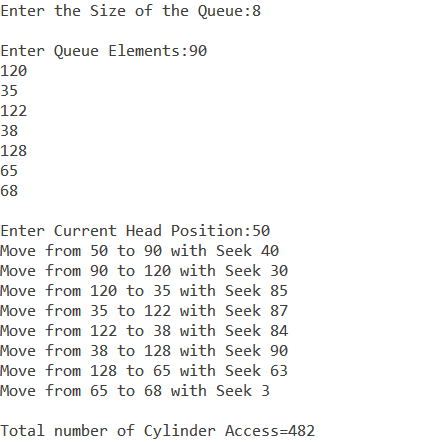 Enter the Size of the Queue:8
Enter Queue Elements:90
120
35
122
38
128
65
68
Enter Current Head Position:50
Move from 50 to 90 with Seek 40
Move from 90 to 120 with Seek 30
Move from 120 to 35 with Seek 85
Move from 35 to 122 with Seek 87
Move from 122 to 38 with Seek 84
Move from 38 to 128 with Seek 90
Move from 128 to 65 with Seek 63
Move from 65 to 68 with Seek 3
Total number of Cylinder Access=482